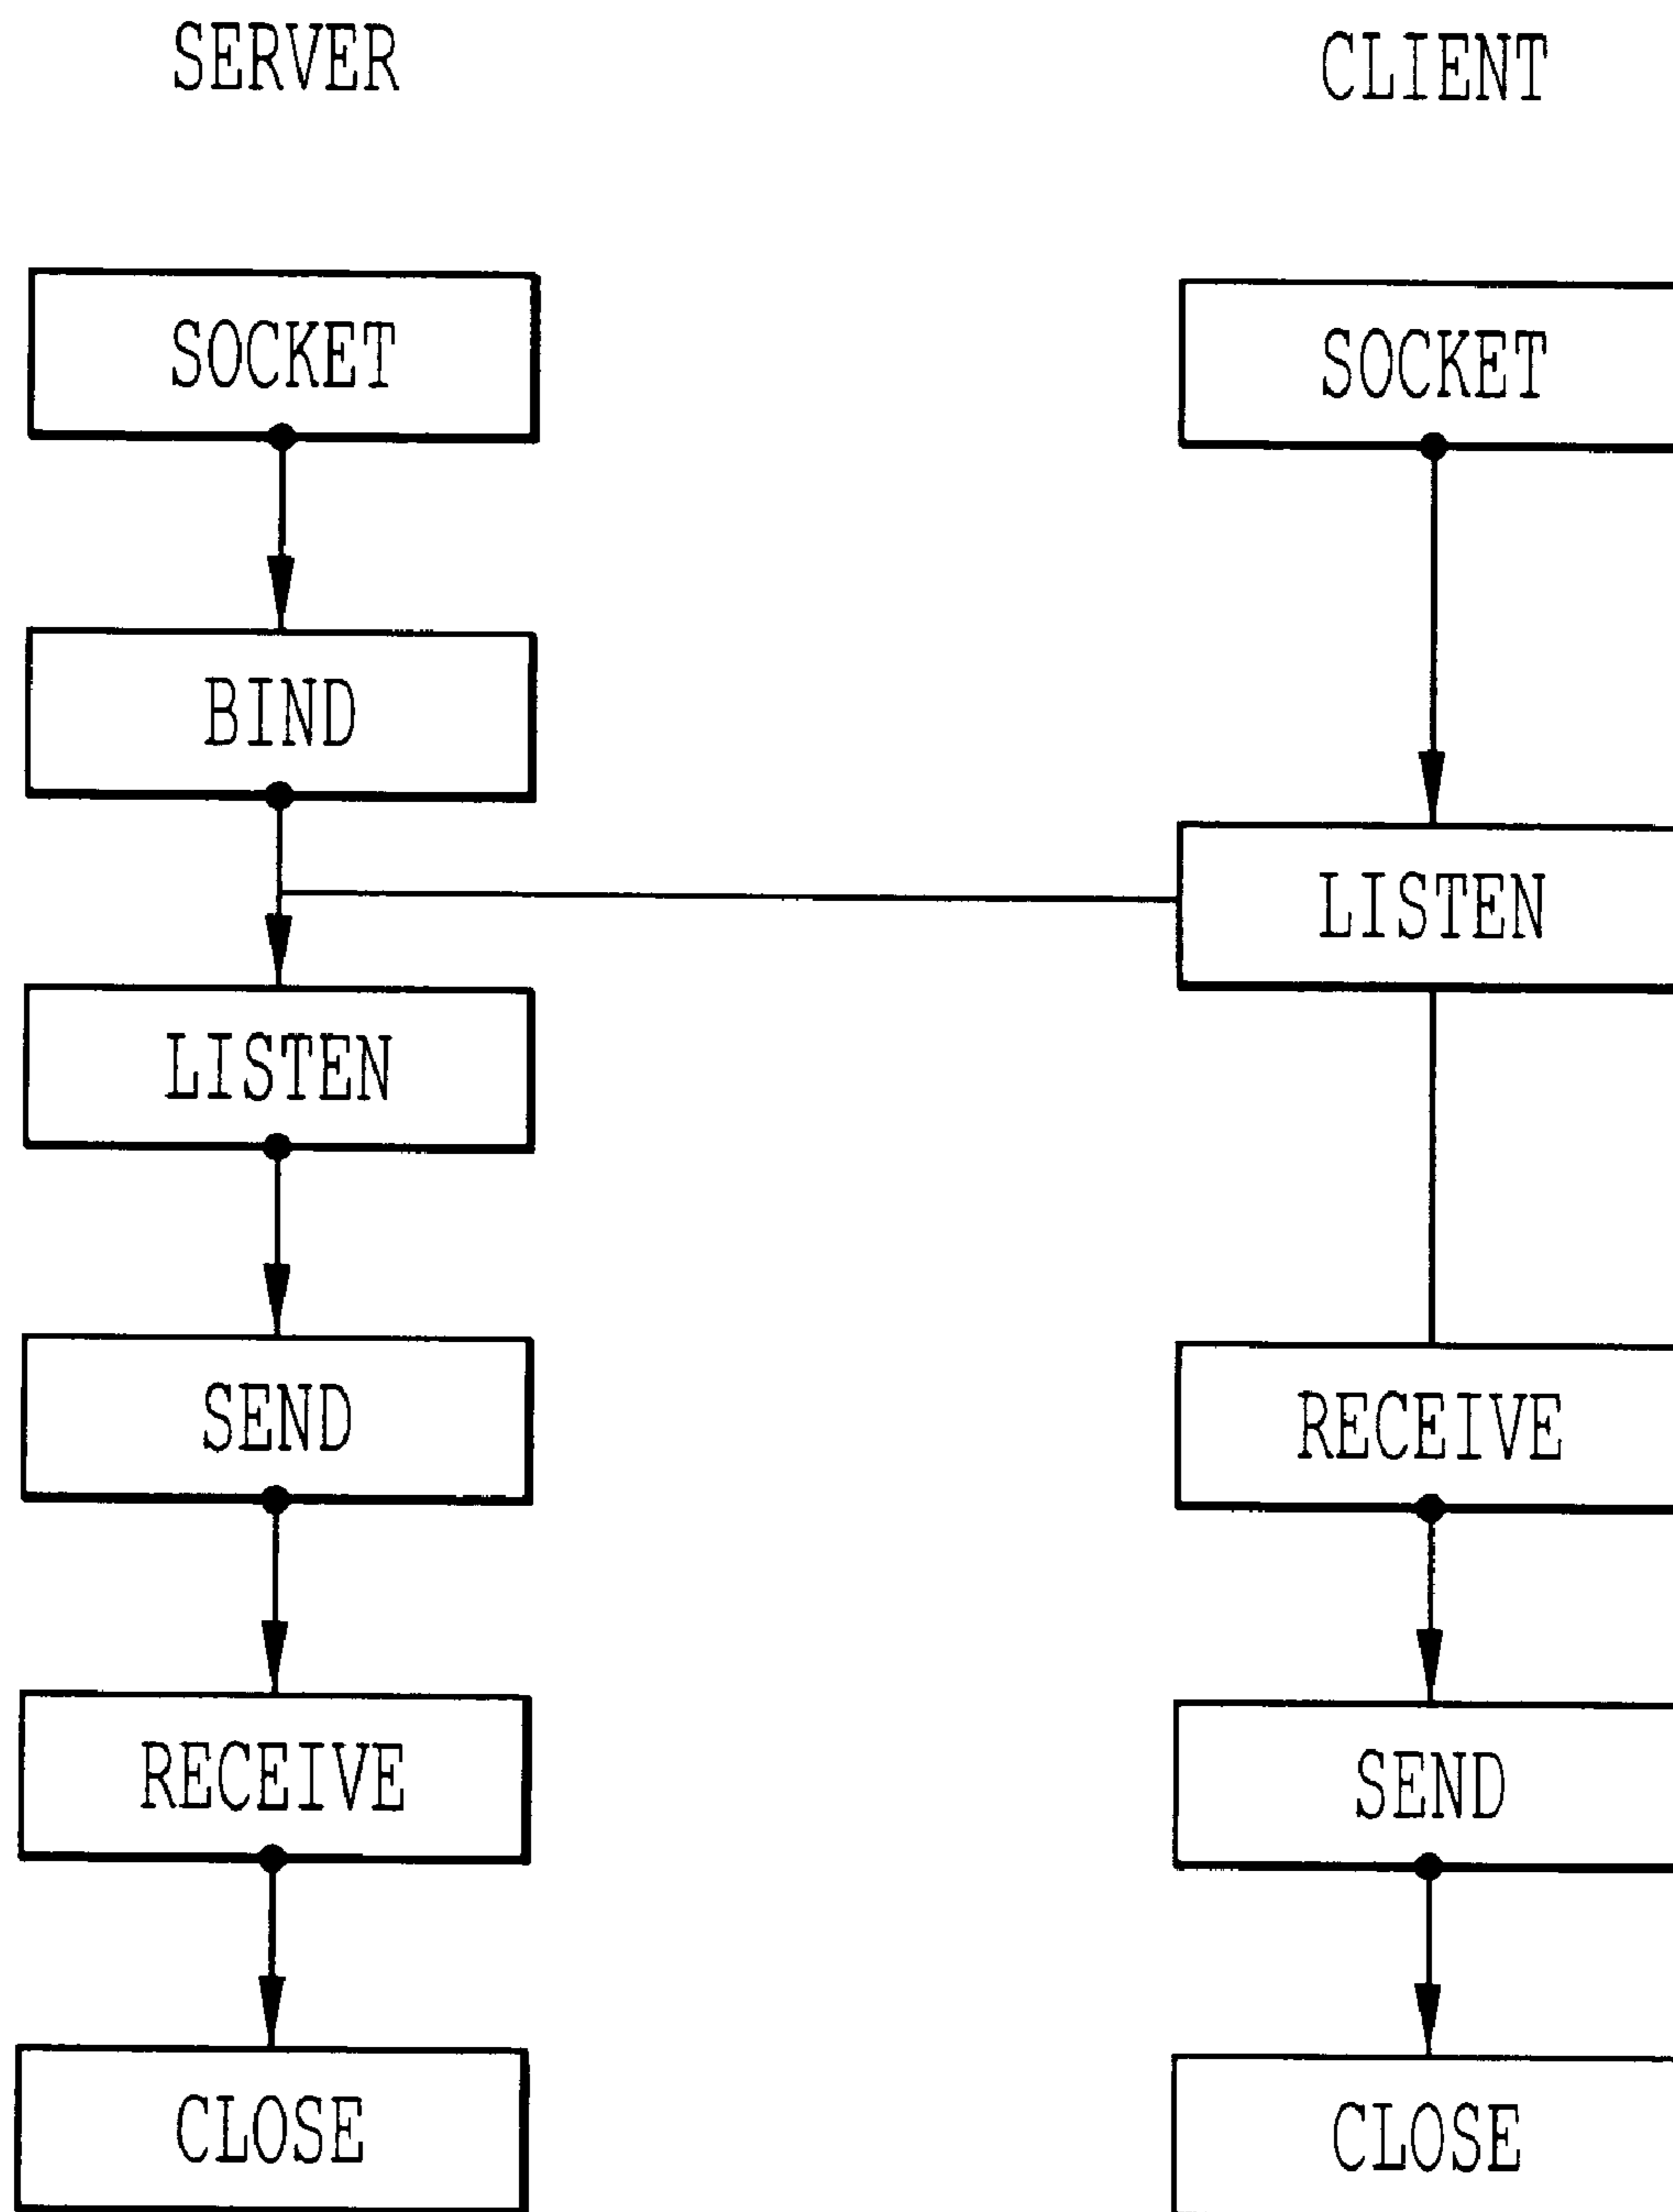 SERVER
CLIENT
SOCKET
SOCKET
BIND
LISTEN
LISTEN
SEND
RECEIVE
RECEIVE
SEND
CLOSE
CLOSE